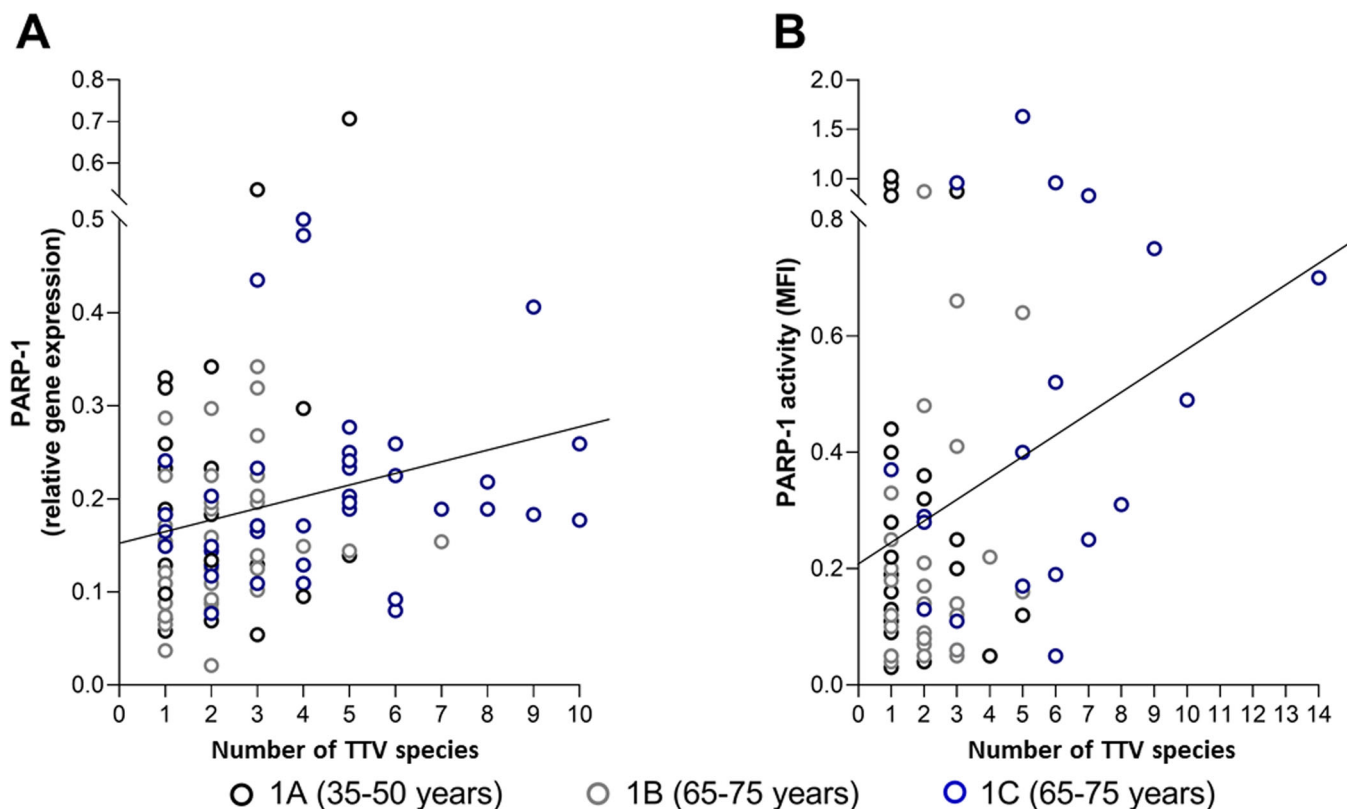 A
PARP-1
(relative gene expression)
0.8
0.7
0.6
0.5
0.4
0.3
0.2
0.1
0.0
0 1 2 3 4 5 6 7 8 9 10
Number of TTV species
B
PARP-1 activity (MFI)
2.0
1.5
1.0
0.8
0.6
0.4
0.2
0.0
0 1 2 3 4 5 6 7 8 9 10 11 12 13 14
Number of TTV species
1A (35-50 years) 1B (65-75 years) 1C (65-75 years)